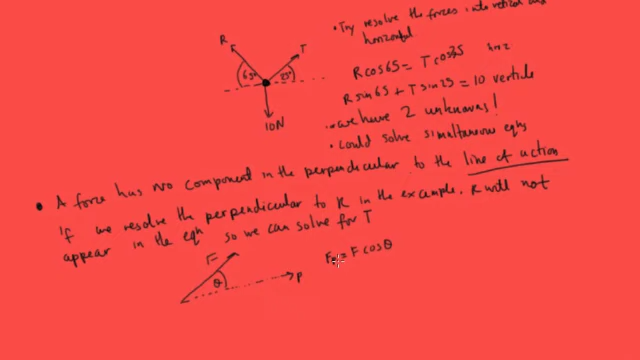 • Try resolve the forces into vertical and
horizontal
R T
65° 25°
10N
R cos 65 = T cos 25
R sin 65 + T sin 25 = 10 verticle
we have 2 unknowns!
• Could solve simultaneous eqns
• A force has no component in the perpendicular to the line of action
If we resolve the perpendicular to R in the example. R will not
appear in the eqn so we can solve for T
F
θ
P
= F cos θ